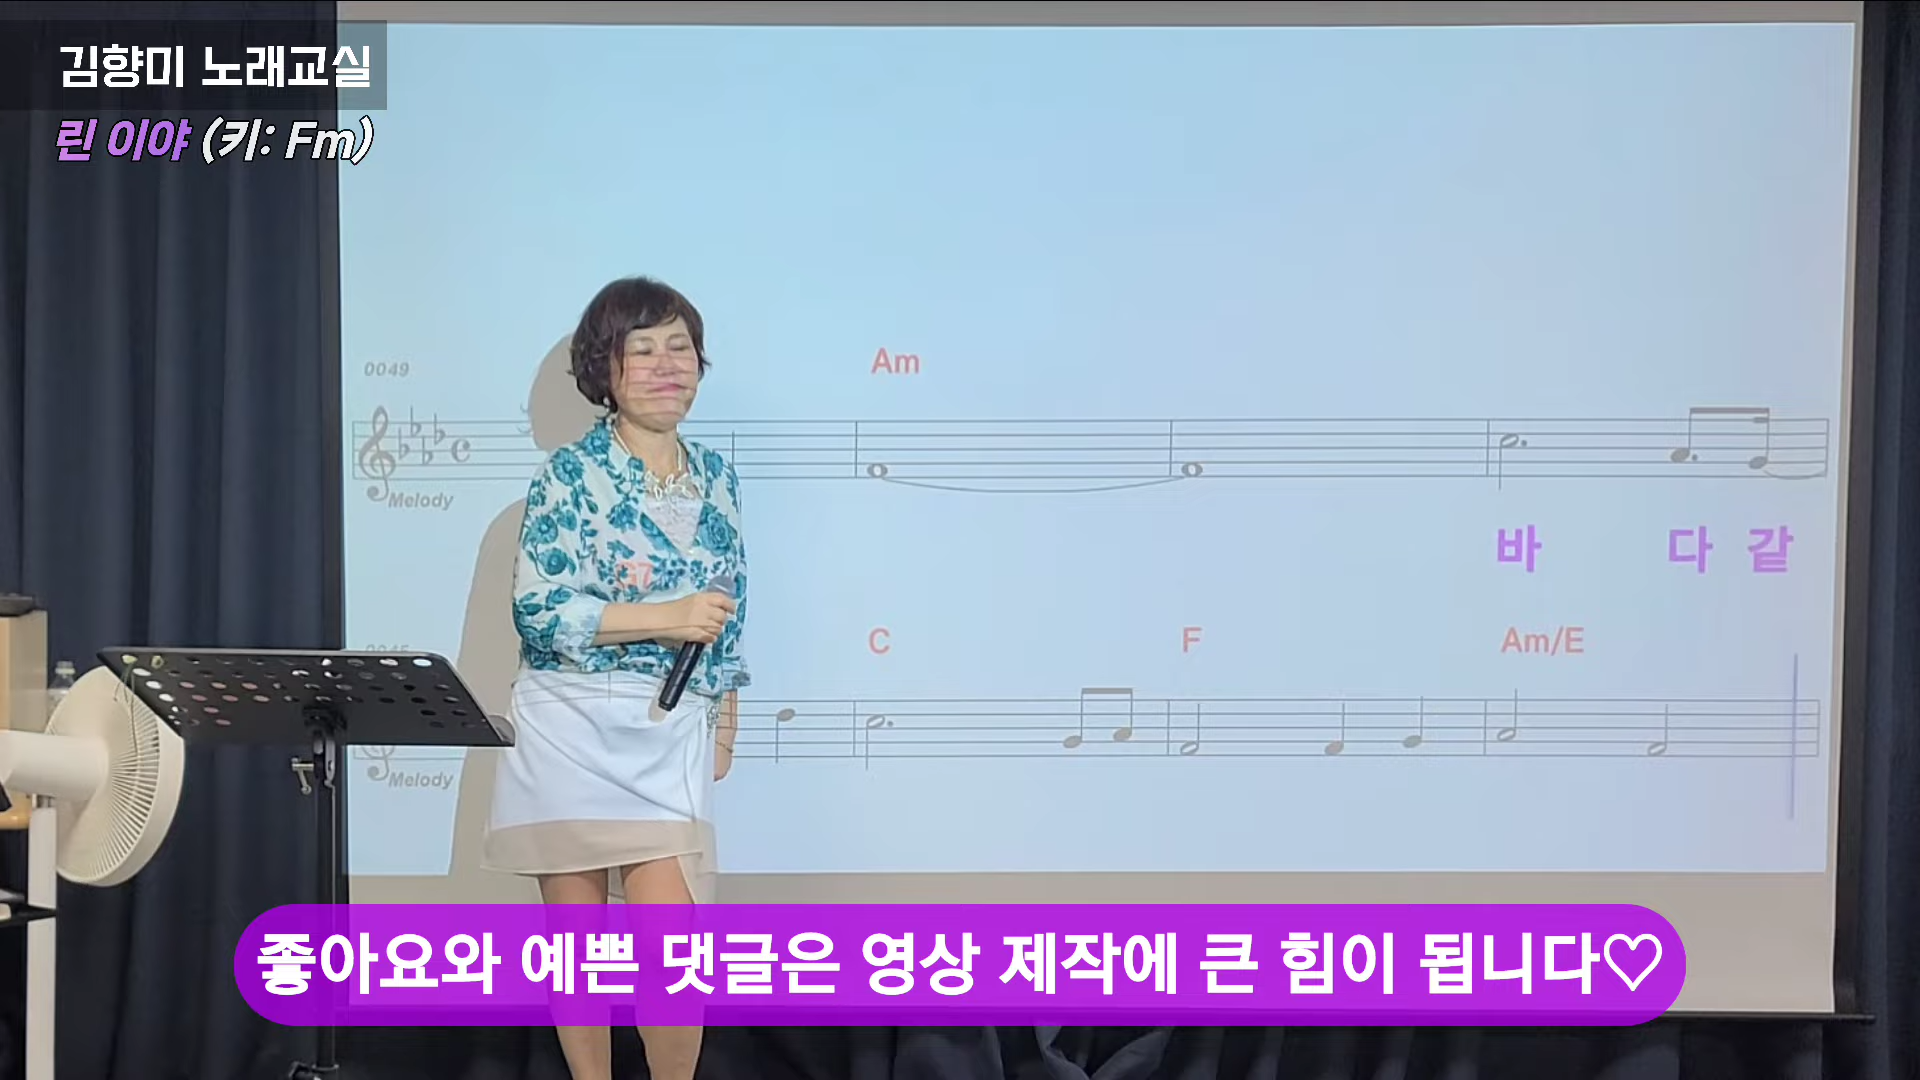 김향미 노래교실
린 이야 (키: Fm)
0049
Am
Melody
바 다 같
G7 C F Am/E
Melody
좋아요와 예쁜 댓글은 영상 제작에 큰 힘이 됩니다♡